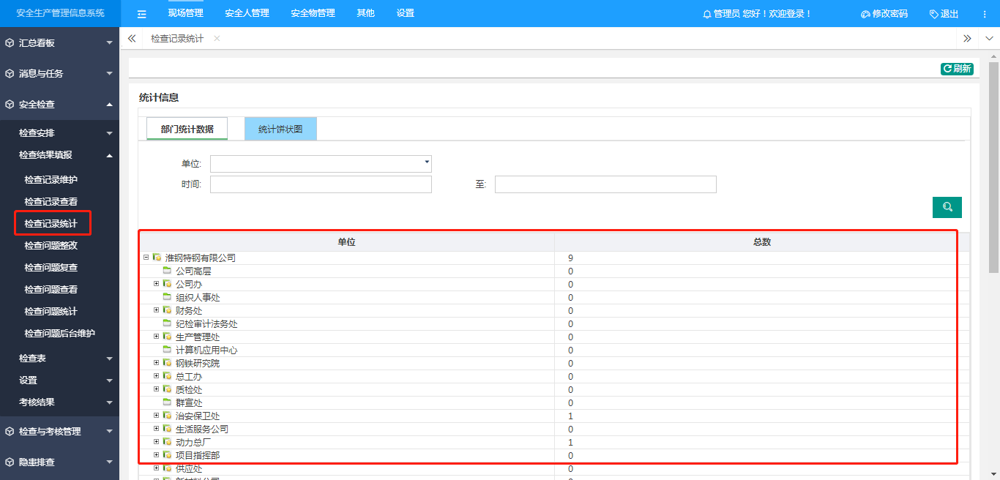 安全生产管理信息系统
现场管理 安全人管理 安全物管理 其他 设置
管理员 您好！欢迎登录！ 修改密码 退出
汇总看板
消息与任务
安全检查
检查安排
检查结果填报
检查记录维护
检查记录查看
检查记录统计
检查问题整改
检查问题复查
检查问题查看
检查问题统计
检查问题后台维护
检查表
设置
考核结果
检查与考核管理
隐患排查
检查记录统计 ×
刷新
统计信息
部门统计数据 统计饼状图
单位:
时间: 至:
单位 总数
淮钢特钢有限公司 9
公司高层 0
公司办 0
组织人事处 0
财务处 0
纪检审计法务处 0
生产管理处 0
计算机应用中心 0
钢铁研究院 0
总工办 0
质检处 0
群宣处 0
治安保卫处 1
生活服务公司 0
动力总厂 1
项目指挥部 0
供应处 0